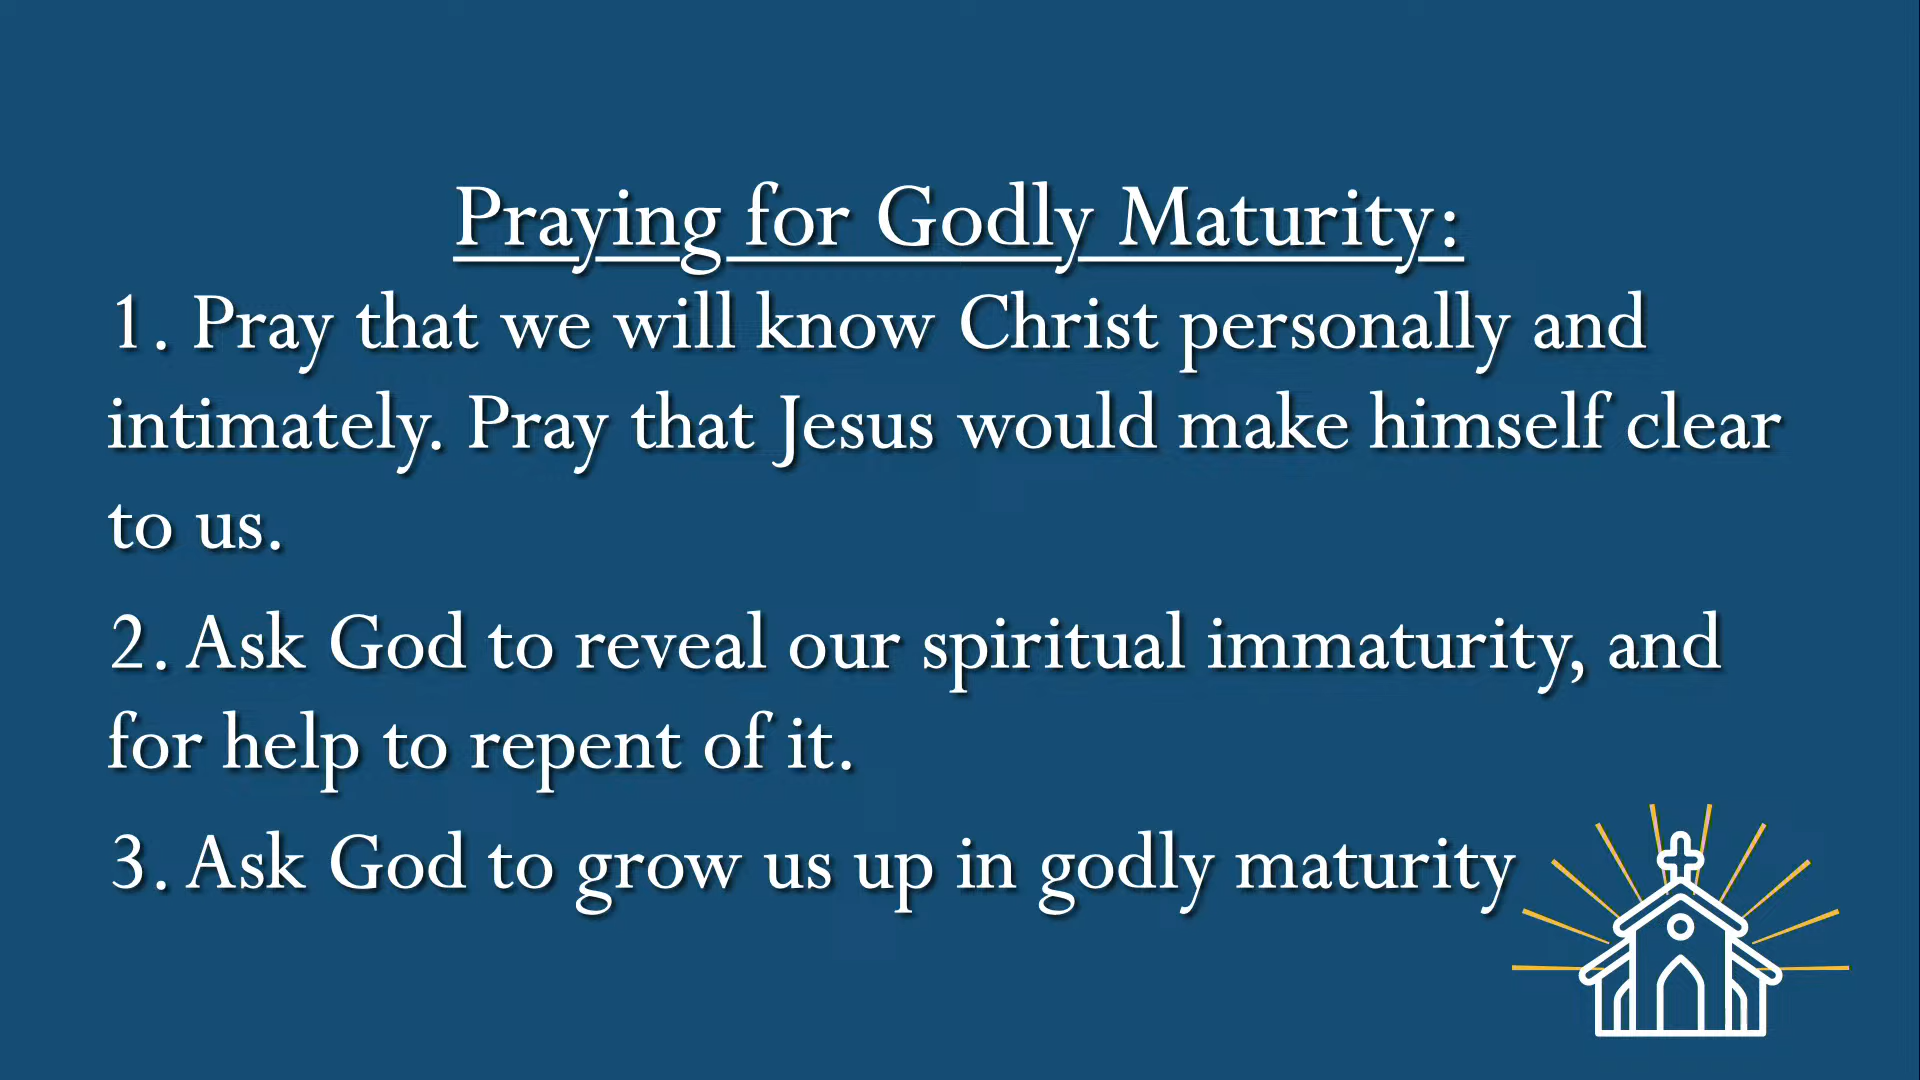 Praying for Godly Maturity:
1. Pray that we will know Christ personally and
intimately. Pray that Jesus would make himself clear
to us.
2. Ask God to reveal our spiritual immaturity, and
for help to repent of it.
3. Ask God to grow us up in godly maturity